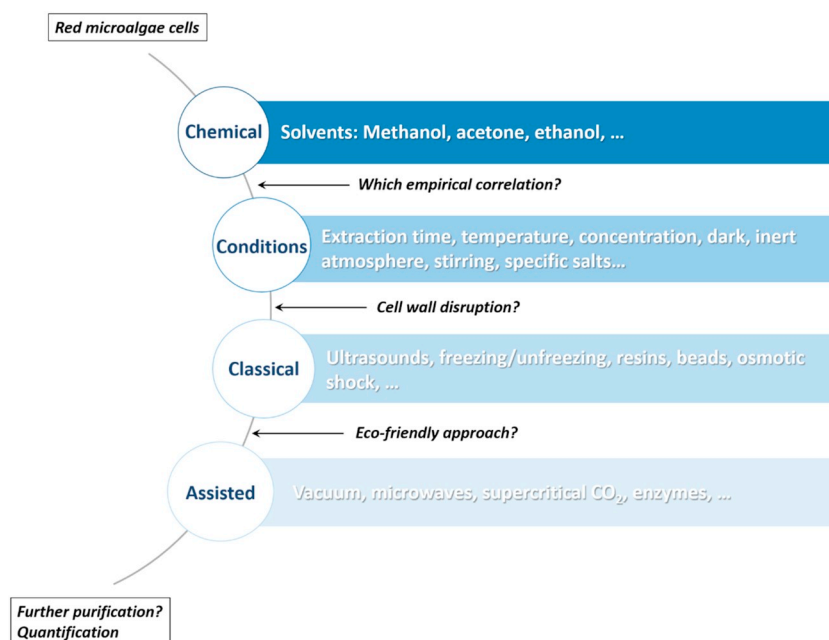 Red microalgae cells
Chemical
Solvents: Methanol, acetone, ethanol, ...
Which empirical correlation?
Conditions
Extraction time, temperature, concentration, dark, inert
atmosphere, stirring, specific salts...
Cell wall disruption?
Classical
Ultrasounds, freezing/unfreezing, resins, beads, osmotic
shock, ...
Eco-friendly approach?
Assisted
Vacuum, microwaves, supercritical CO₂, enzymes, ...
Further purification?
Quantification